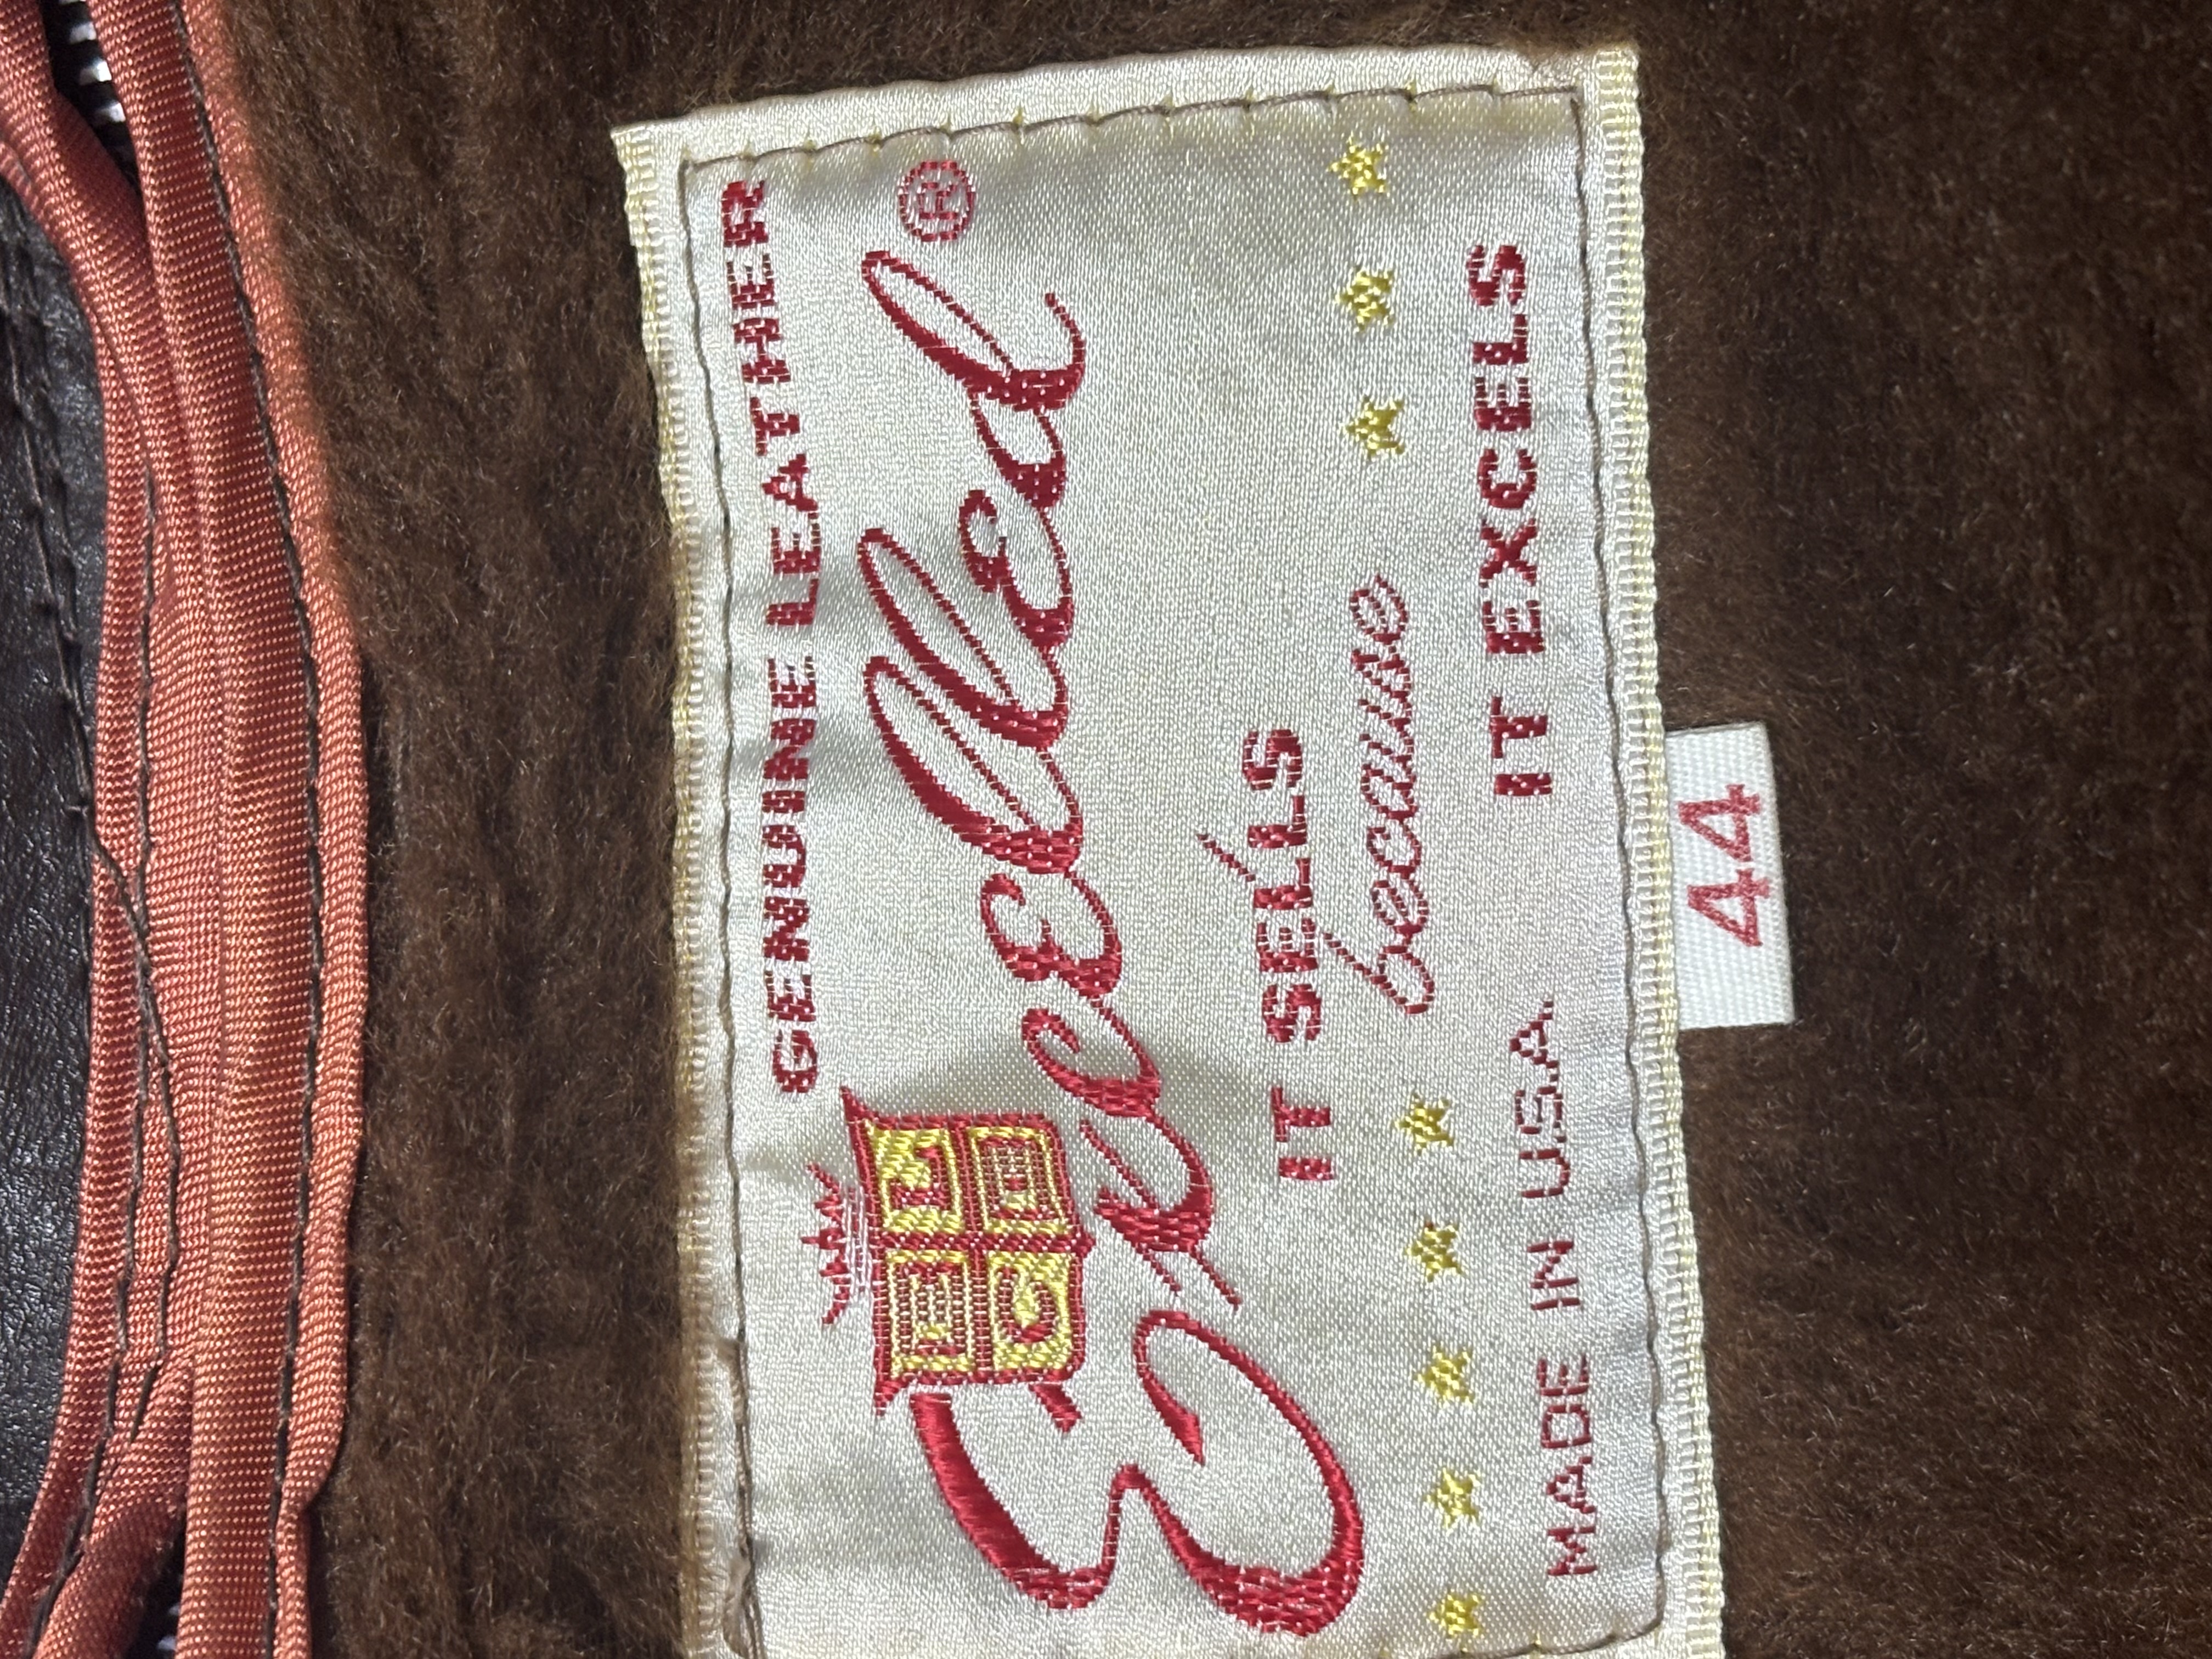 GENUINE LEATHER
E L
C
Excelled®
IT SELLS
because
MADE IN U.S.A IT EXCELS
44